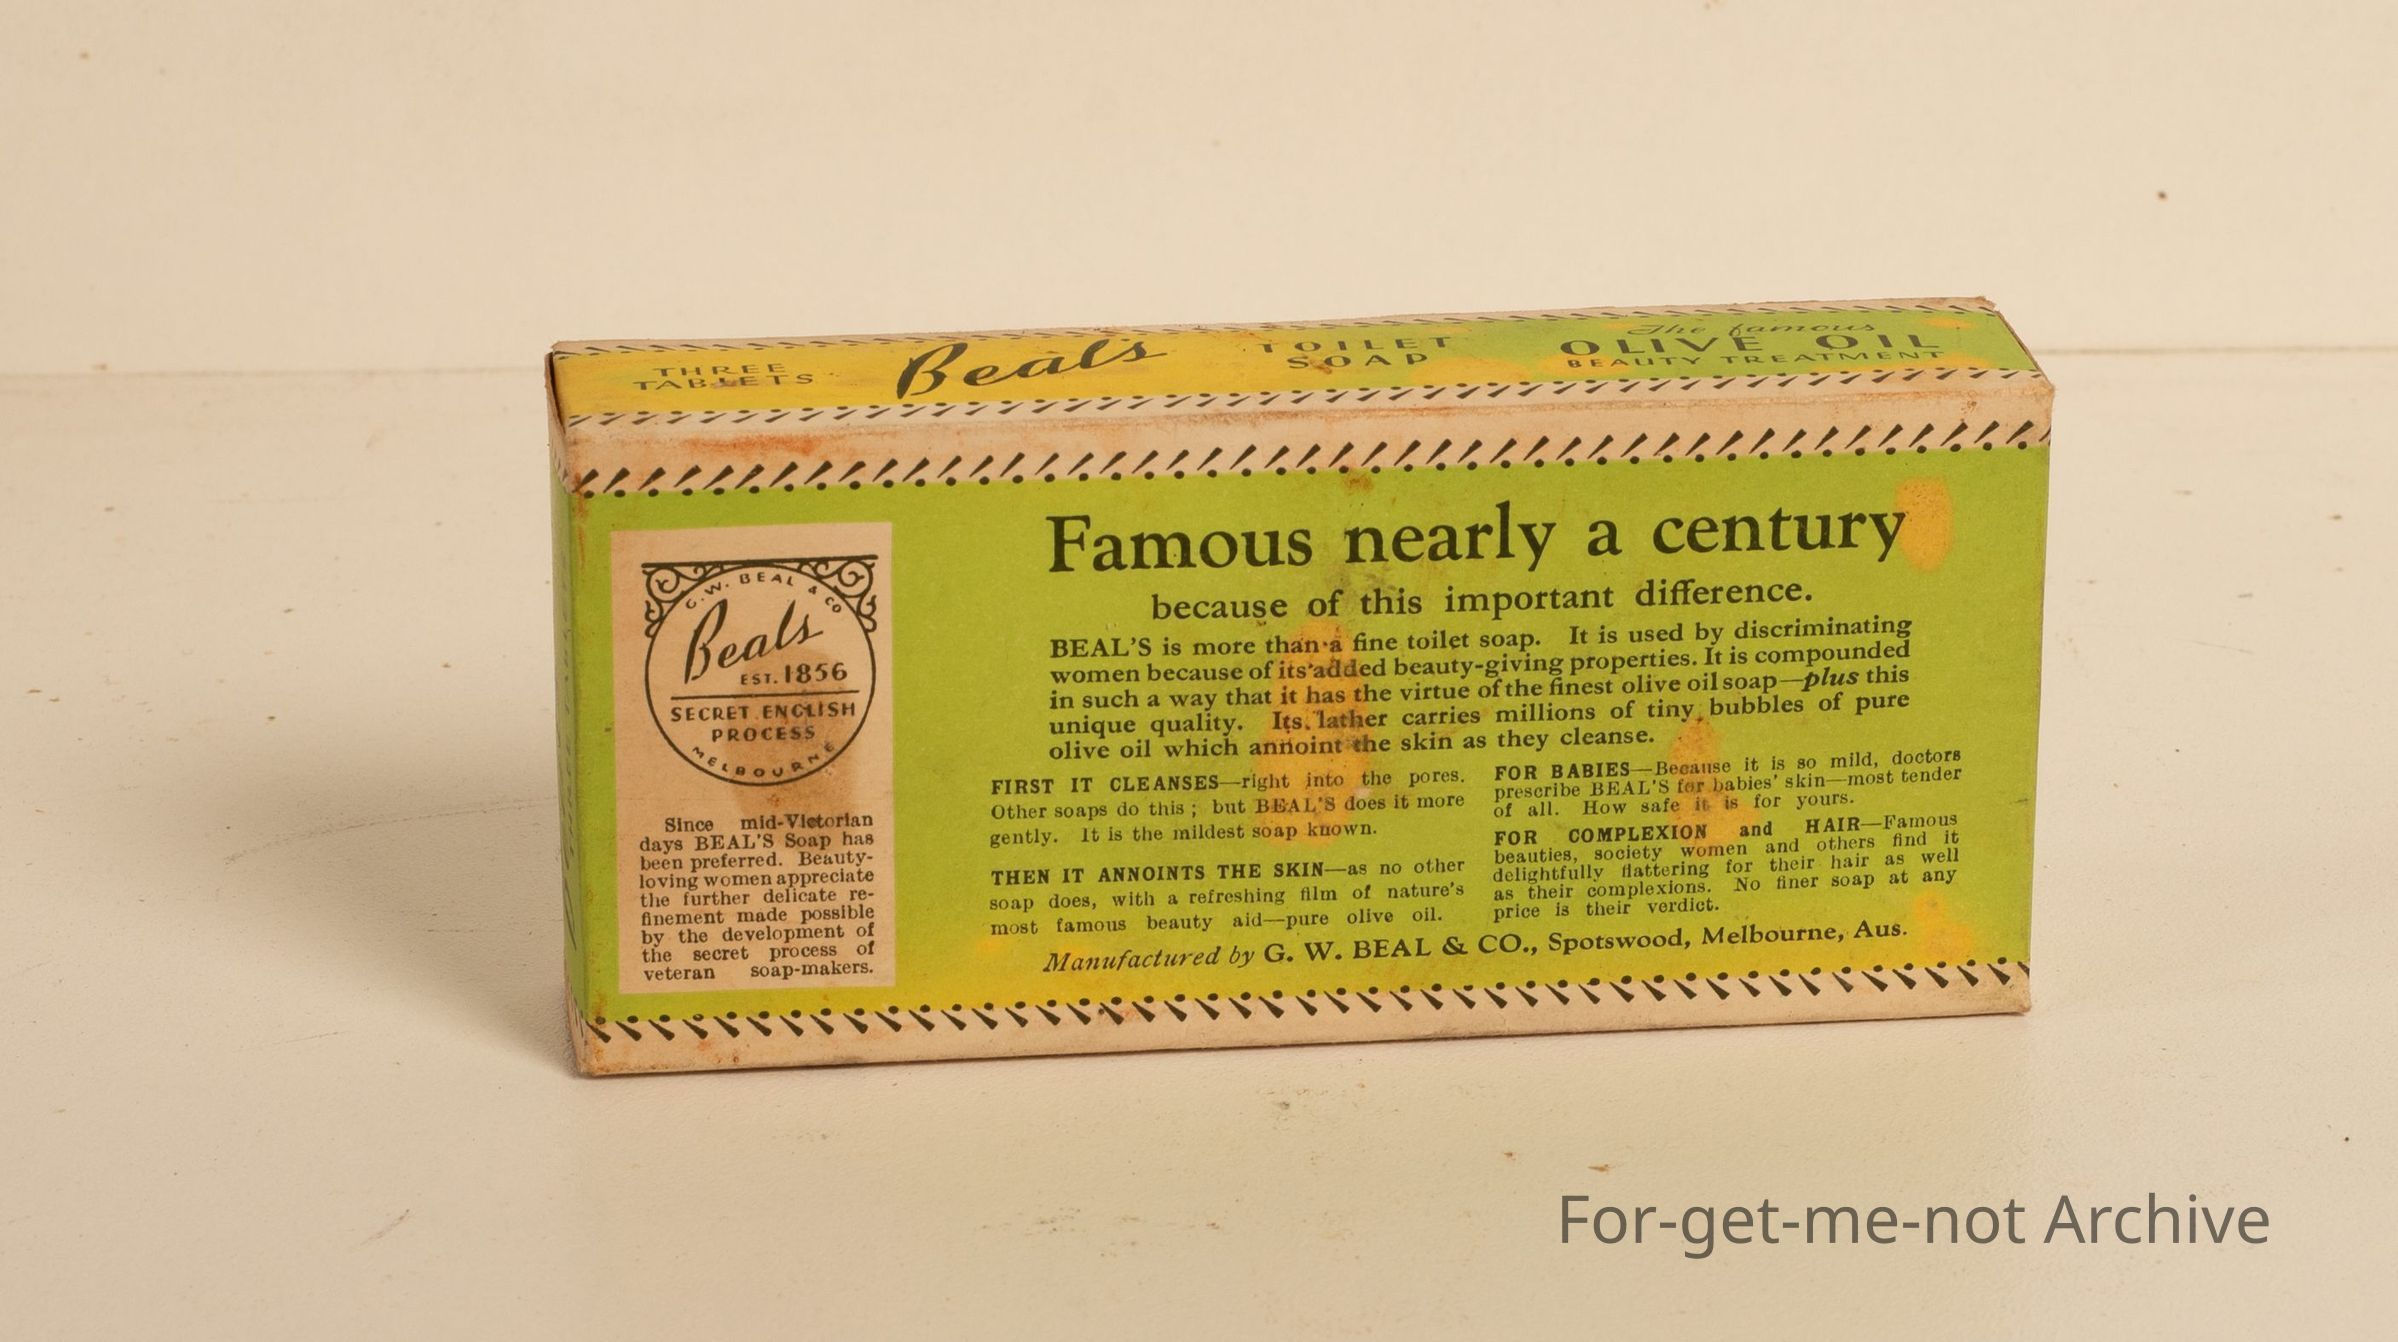 THREE
TABLETS
Beals
TOILET
SOAP
The famous
OLIVE OIL
BEAUTY TREATMENT
G. W. BEAL & CO
Beals
EST. 1856
SECRET ENGLISH
PROCESS
MELBOURNE
Since mid-Victorian
days BEAL'S Soap has
been preferred. Beauty-
loving women appreciate
the further delicate re-
finement made possible
by the development of
the secret process of
veteran soap-makers.
Famous nearly a century
because of this important difference.
BEAL'S is more than a fine toilet soap. It is used by discriminating
women because of its added beauty-giving properties. It is compounded
in such a way that it has the virtue of the finest olive oil soap—plus this
unique quality. Its lather carries millions of tiny bubbles of pure
olive oil which annoint the skin as they cleanse.
FIRST IT CLEANSES—right into the pores.
Other soaps do this ; but BEAL'S does it more
gently. It is the mildest soap known.
THEN IT ANNOINTS THE SKIN—as no other
soap does, with a refreshing film of nature's
most famous beauty aid—pure olive oil.
FOR BABIES—Because it is so mild, doctors
prescribe BEAL'S for babies' skin—most tender
of all. How safe it is for yours.
FOR COMPLEXION and HAIR—Famous
beauties, society women and others find it
delightfully flattering for their hair as well
as their complexions. No finer soap at any
price is their verdict.
Manufactured by G. W. BEAL & CO., Spotswood, Melbourne, Aus.
For-get-me-not Archive